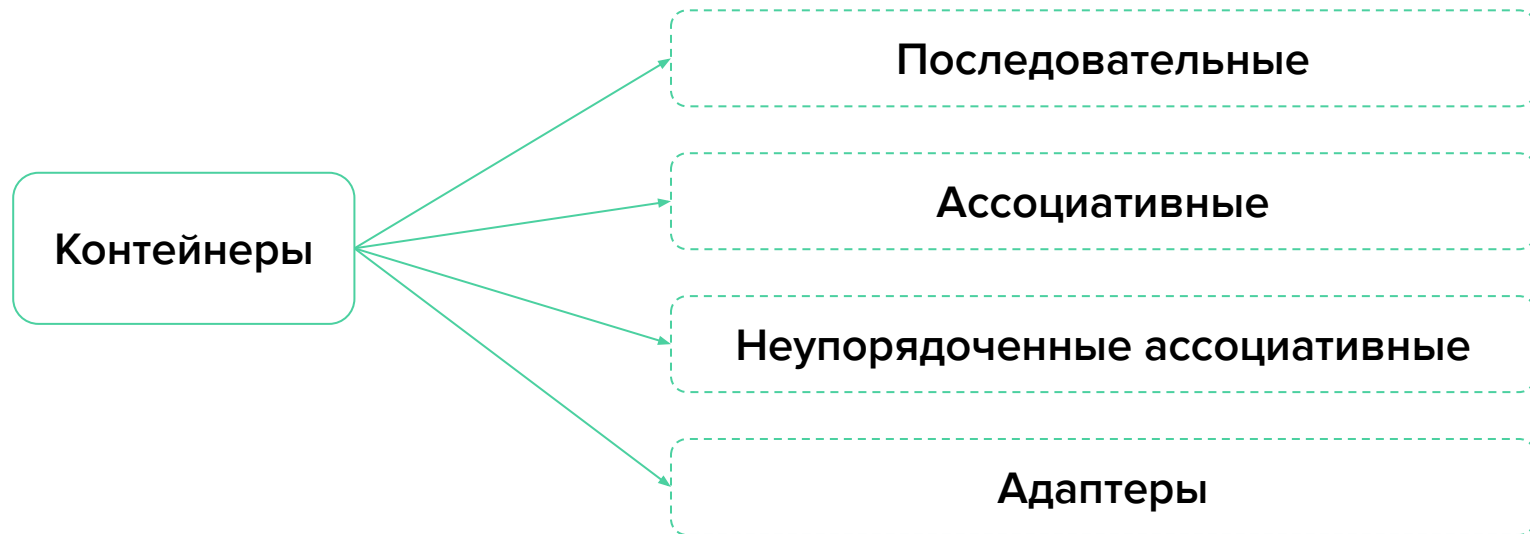 Последовательные
Ассоциативные
Контейнеры
Неупорядоченные ассоциативные
Адаптеры